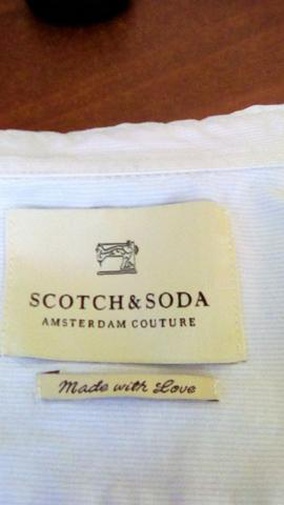 SCOTCH & SODA
AMSTERDAM COUTURE
Made with Love